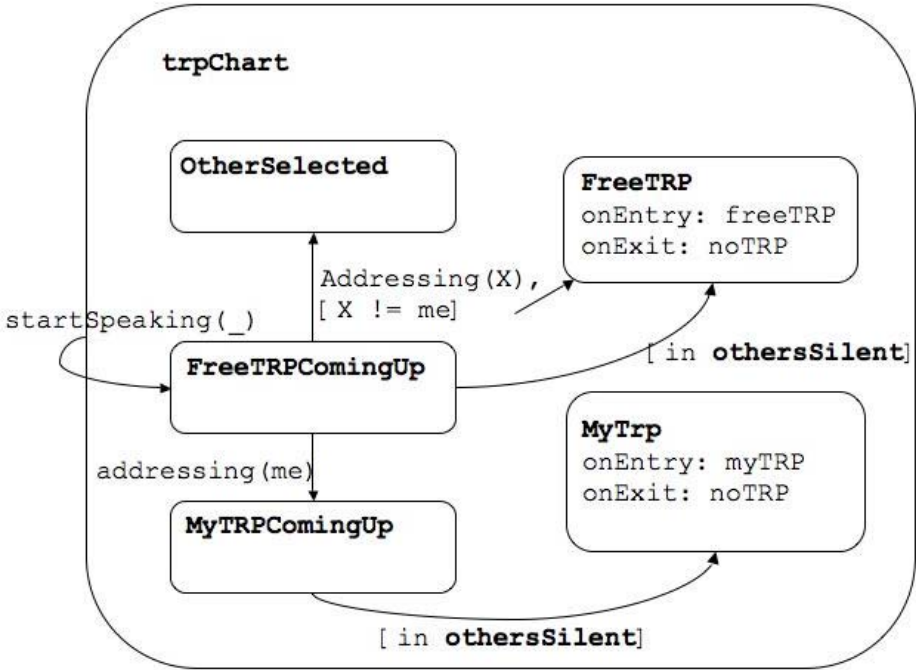 trpChart
OtherSelected
FreeTRP
onEntry: freeTRP
onExit: noTRP
Addressing(X),
[ X != me]
startSpeaking(_)
FreeTRPComingUp
[ in othersSilent]
MyTrp
onEntry: myTRP
onExit: noTRP
addressing(me)
MyTRPComingUp
[ in othersSilent]